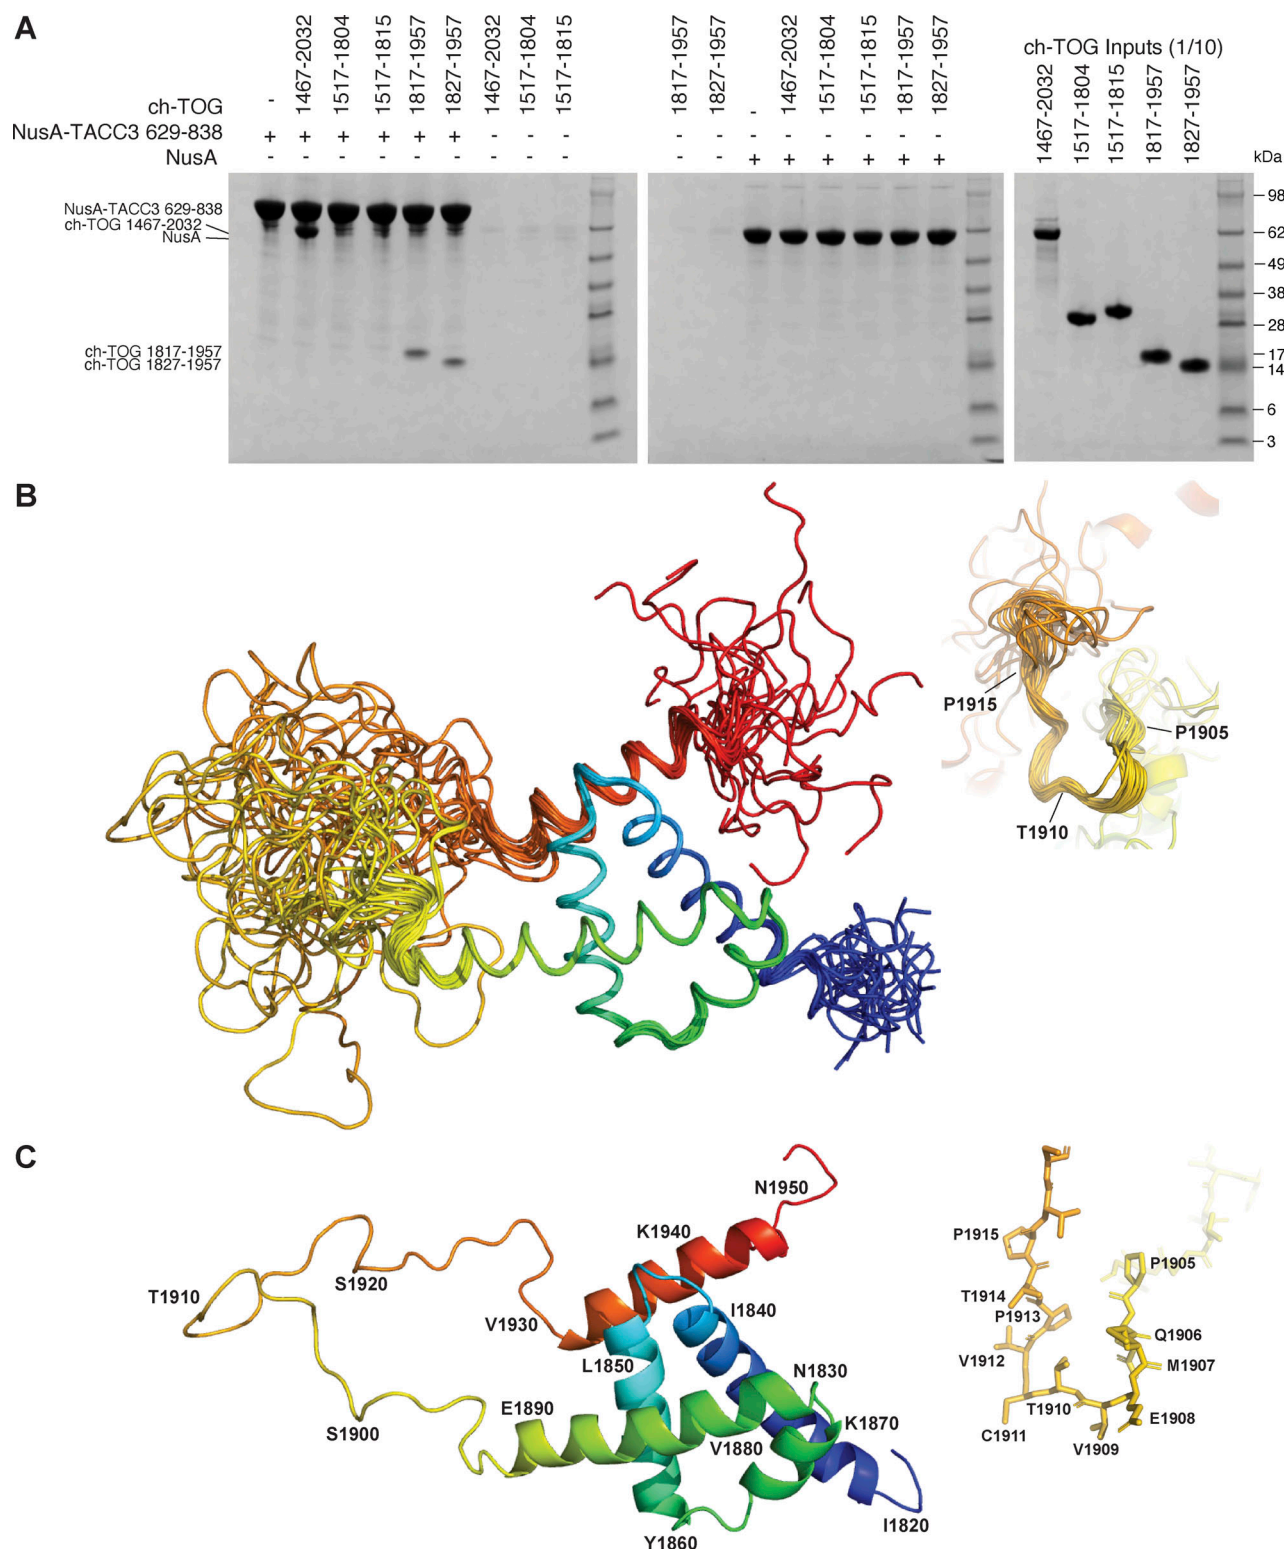 A
ch-TOG - 1467-2032 1517-1804 1517-1815 1817-1957 1827-1957 1467-2032 1517-1804 1517-1815
NusA-TACC3 629-838 + + + + + + - - -
NusA - - - - - - - - -
1817-1957 1827-1957 - 1467-2032 1517-1804 1517-1815 1817-1957 1827-1957
- - - - - - - -
- - + + + + + +
ch-TOG Inputs (1/10)
1467-2032 1517-1804 1517-1815 1817-1957 1827-1957
kDa
NusA-TACC3 629-838
ch-TOG 1467-2032
NusA
ch-TOG 1817-1957
ch-TOG 1827-1957
98
62
49
38
28
17
14
6
3
B
P1915
P1905
T1910
C
N1950
K1940
S1920
T1910
V1930
I1840
L1850
N1830
E1890
K1870
S1900
V1880
I1820
Y1860
P1915
P1905
T1914
P1913
Q1906
V1912
M1907
T1910
E1908
C1911
V1909